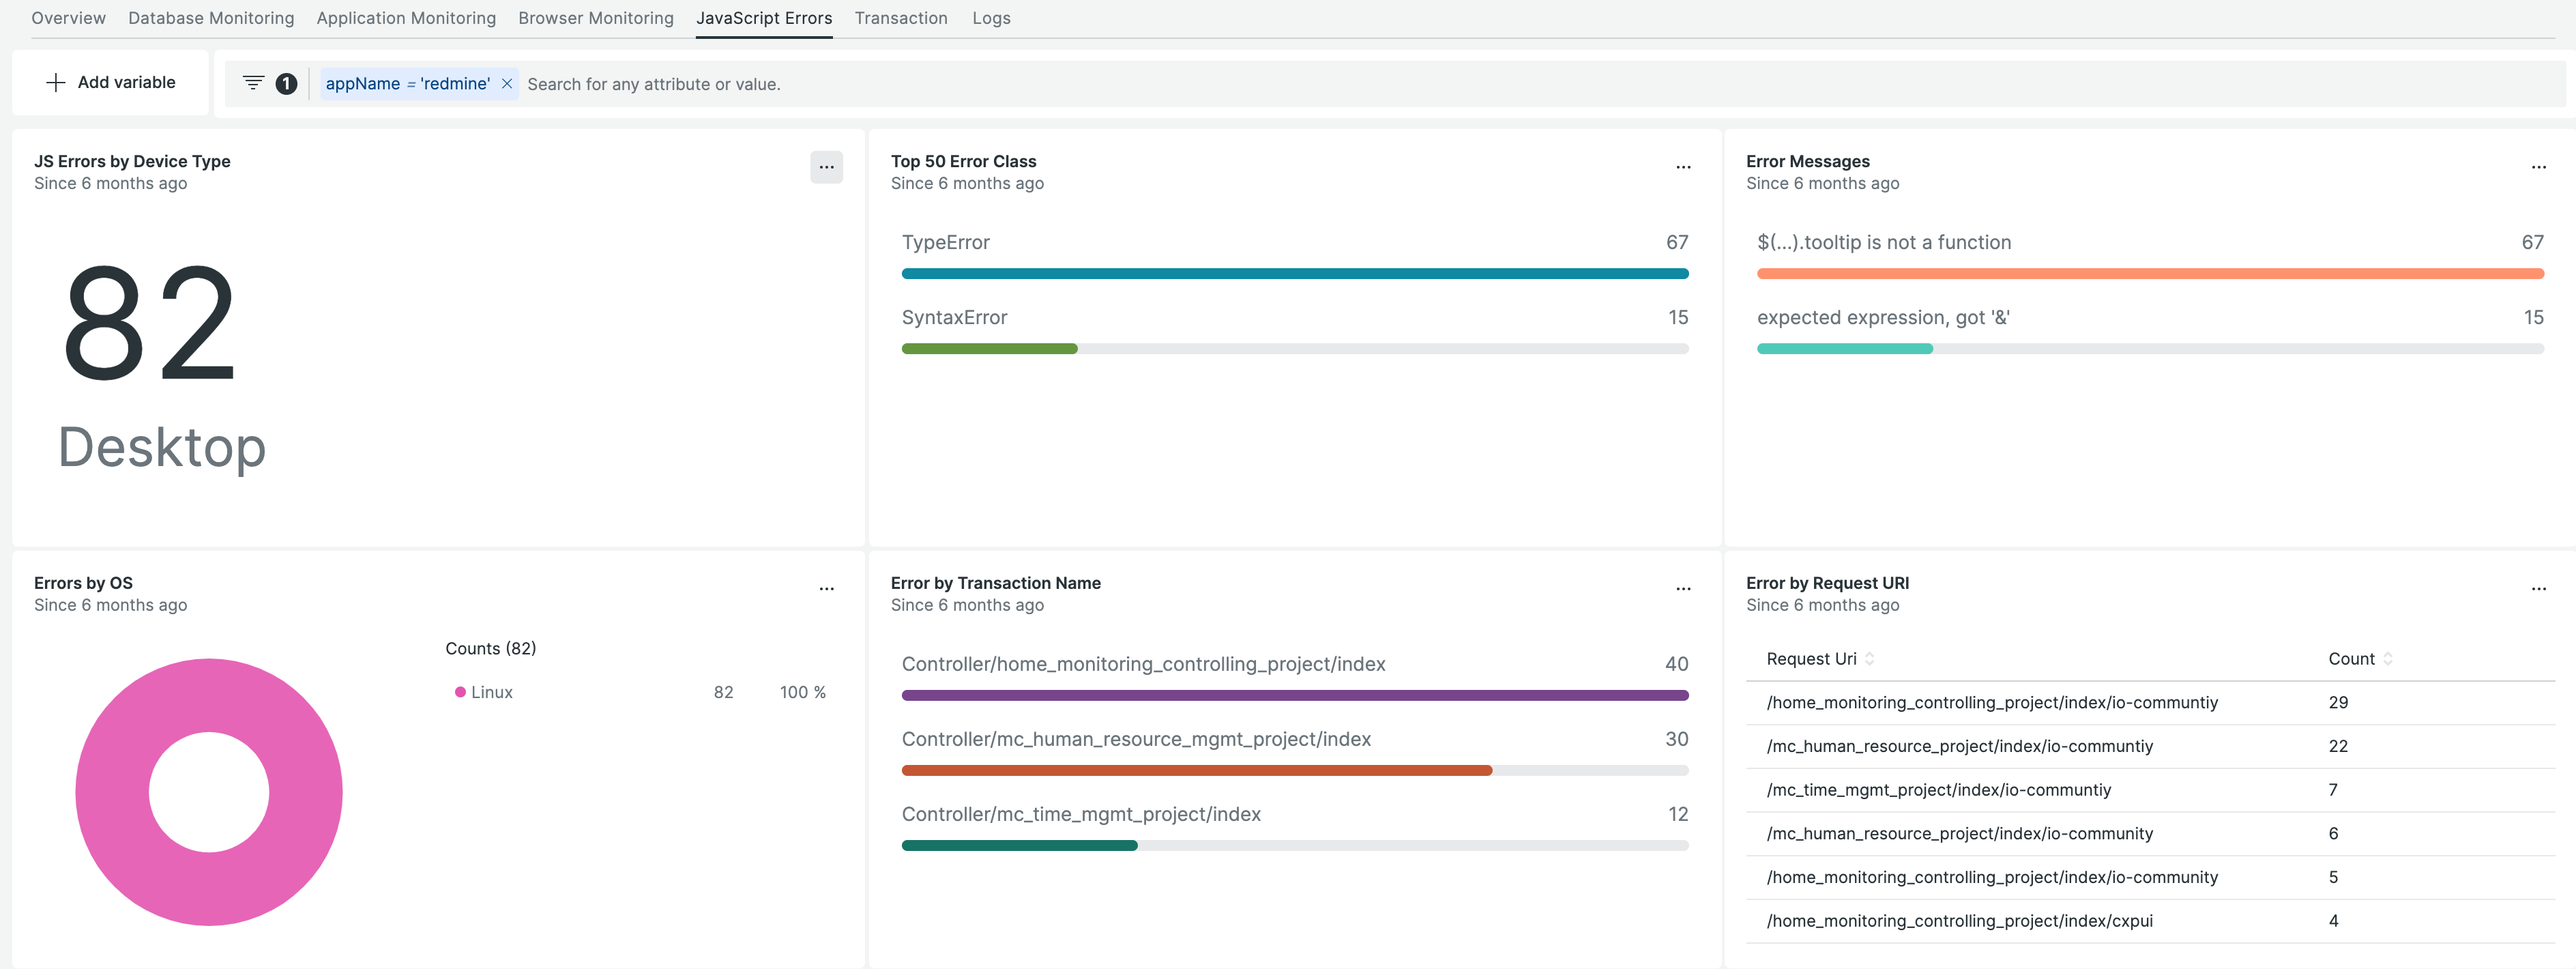 Overview Database Monitoring Application Monitoring Browser Monitoring JavaScript Errors Transaction Logs
Add variable
1 appName = 'redmine' × Search for any attribute or value.
JS Errors by Device Type
Since 6 months ago
82
Desktop
Top 50 Error Class
Since 6 months ago
TypeError 67
SyntaxError 15
Error Messages
Since 6 months ago
$(...).tooltip is not a function 67
expected expression, got '&' 15
Errors by OS
Since 6 months ago
Counts (82)
Linux 82 100 %
Error by Transaction Name
Since 6 months ago
Controller/home_monitoring_controlling_project/index 40
Controller/mc_human_resource_mgmt_project/index 30
Controller/mc_time_mgmt_project/index 12
Error by Request URI
Since 6 months ago
Request Uri Count
/home_monitoring_controlling_project/index/io-communtiy 29
/mc_human_resource_project/index/io-communtiy 22
/mc_time_mgmt_project/index/io-communtiy 7
/mc_human_resource_project/index/io-community 6
/home_monitoring_controlling_project/index/io-community 5
/home_monitoring_controlling_project/index/cxpui 4